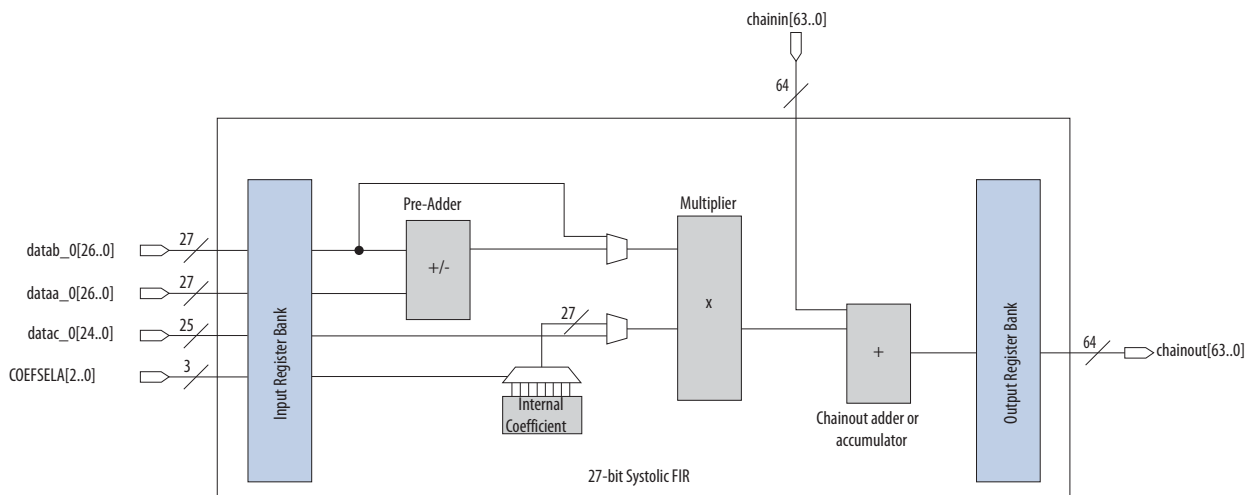 chainin[63..0]
64
Pre-Adder
Multiplier
datab_0[26..0]
27
+/-
dataa_0[26..0]
27
x
datac_0[24..0]
25
27
COEFSELA[2..0]
3
Input Register Bank
Internal
Coefficient
+
Chainout adder or
accumulator
Output Register Bank
64
chainout[63..0]
27-bit Systolic FIR